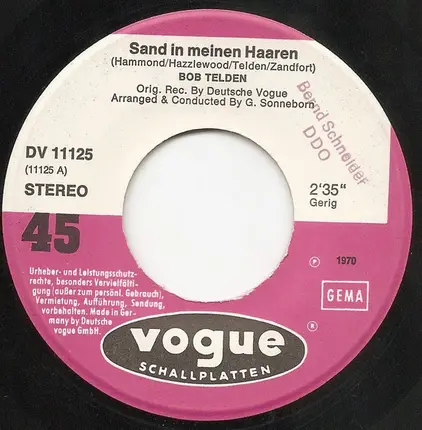 Sand in meinen Haaren
(Hammond/Hazzlewood/Telden/Zandfort)
BOB TELDEN
Orig. Rec. By Deutsche Vogue
Arranged & Conducted By G. Sonneborn
Bernd Schneider
DDO
DV 11125
(11125 A)
STEREO
2'35"
Gerig
45
Ⓟ 1970
GEMA
Urheber- und Leistungsschutz-
rechte, besonders Vervielfälti-
gung (außer zum persönl. Gebrauch),
Vermietung, Aufführung, Sendung,
vorbehalten. Made in Ger-
many by Deutsche
vogue GmbH.
®
vogue
SCHALLPLATTEN